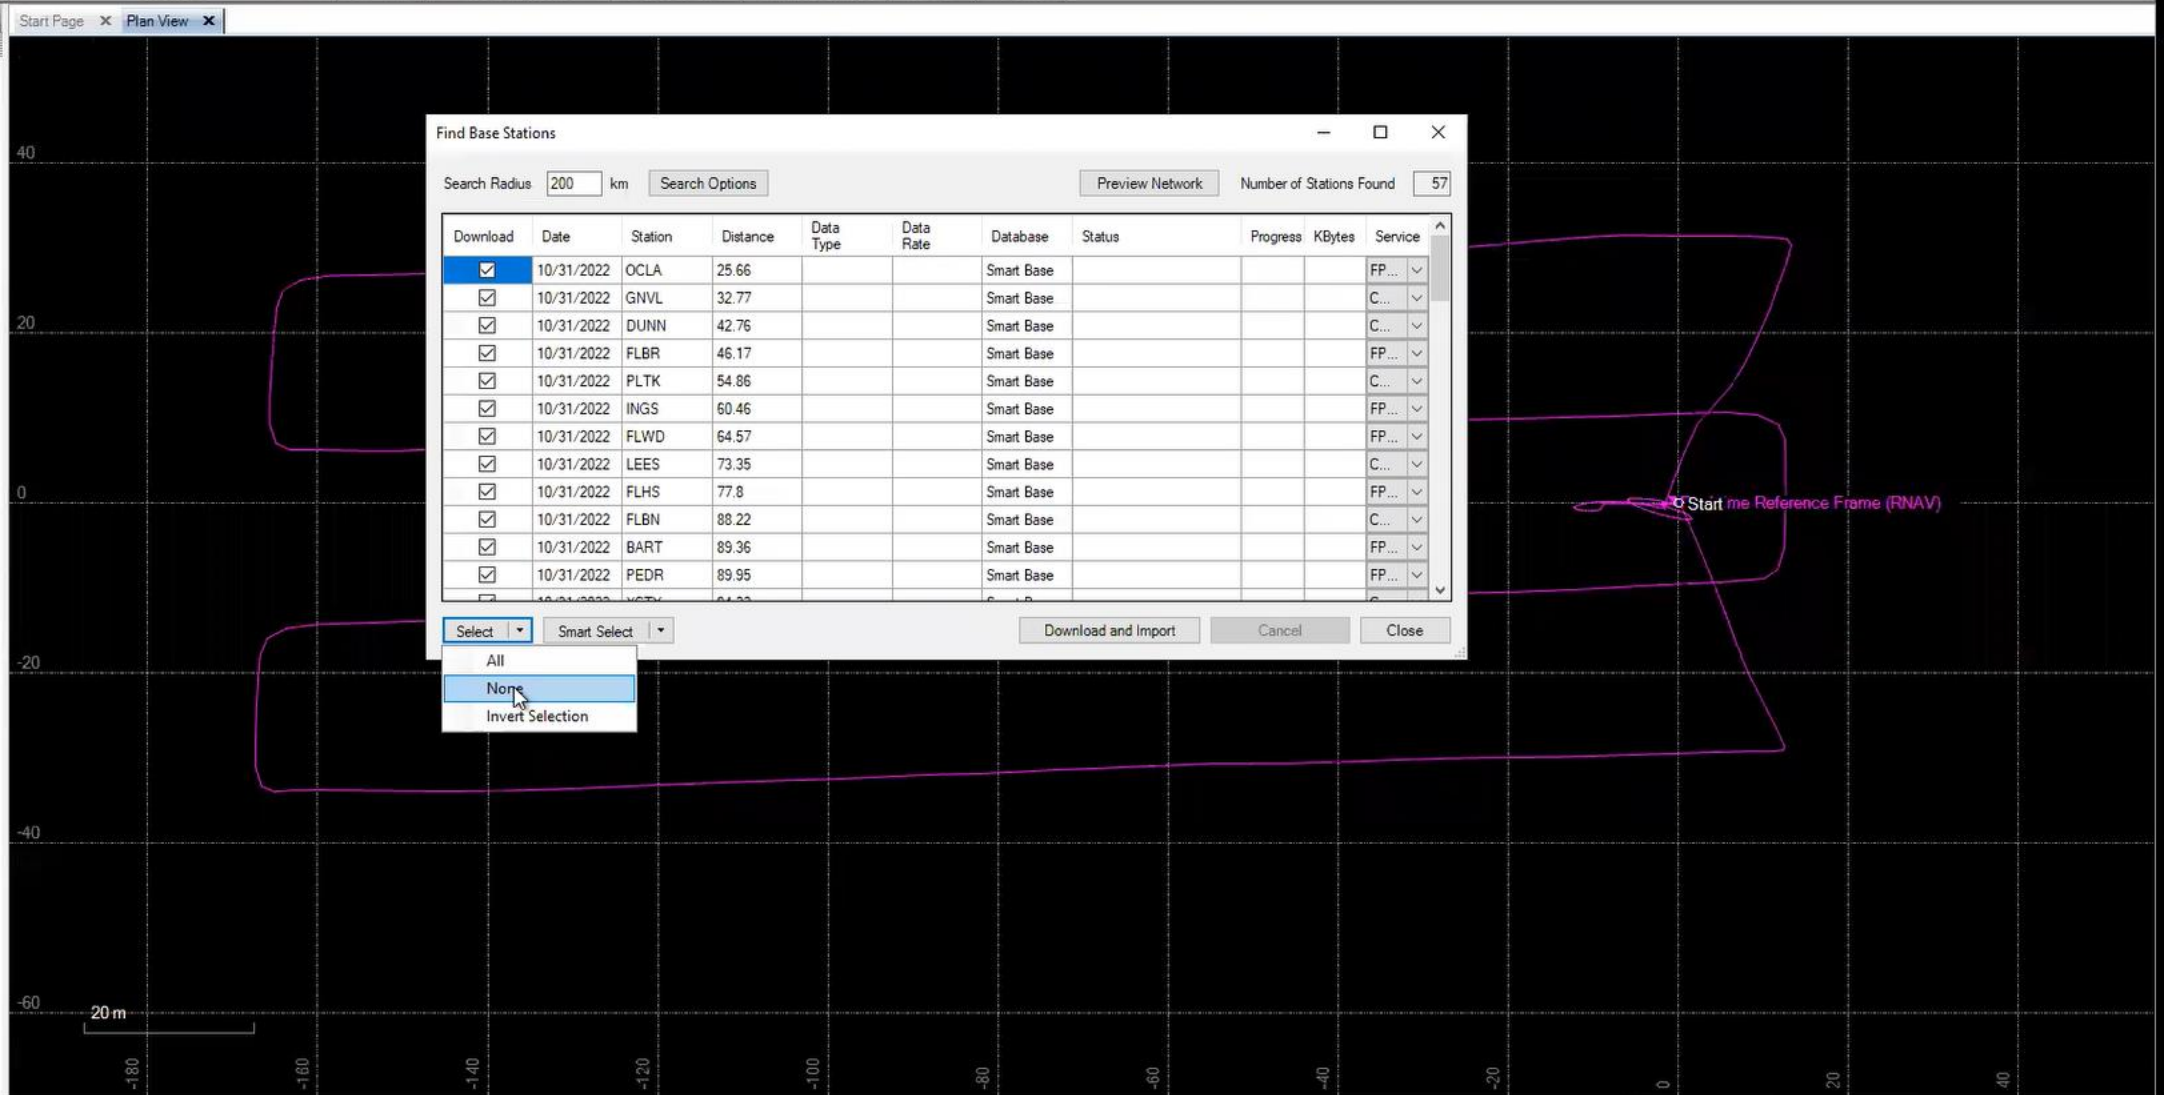 Start Page X Plan View X
Find Base Stations
Search Radius 200 km Search Options Preview Network Number of Stations Found 57
Download Date Station Distance Data Type Data Rate Database Status Progress KBytes Service
10/31/2022 OCLA 25.66 Smart Base FP...
10/31/2022 GNVL 32.77 Smart Base C...
10/31/2022 DUNN 42.76 Smart Base C...
10/31/2022 FLBR 46.17 Smart Base FP...
10/31/2022 PLTK 54.86 Smart Base C...
10/31/2022 INGS 60.46 Smart Base FP...
10/31/2022 FLWD 64.57 Smart Base FP...
10/31/2022 LEES 73.35 Smart Base C...
10/31/2022 FLHS 77.8 Smart Base FP...
10/31/2022 FLBN 88.22 Smart Base C...
10/31/2022 BART 89.36 Smart Base FP...
10/31/2022 PEDR 89.95 Smart Base FP...
Select Smart Select Download and Import Cancel Close
All
None
Invert Selection
Start me Reference Frame (RNAV)
40
20
0
-20
-40
-60
20 m
-180 -160 -140 -120 -100 -80 -60 -40 -20 0 20 40